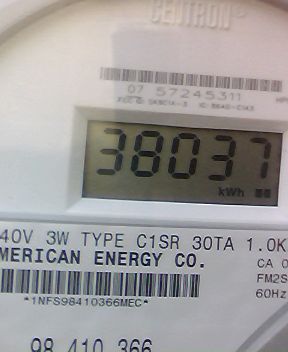 CENTRON®
07 57245311
38037
kWh
40V 3W TYPE C1SR 30TA 1.0K
MERICAN ENERGY CO.
CA 0
FM2S
60Hz
*1NFS98410366MEC*
98 410 366